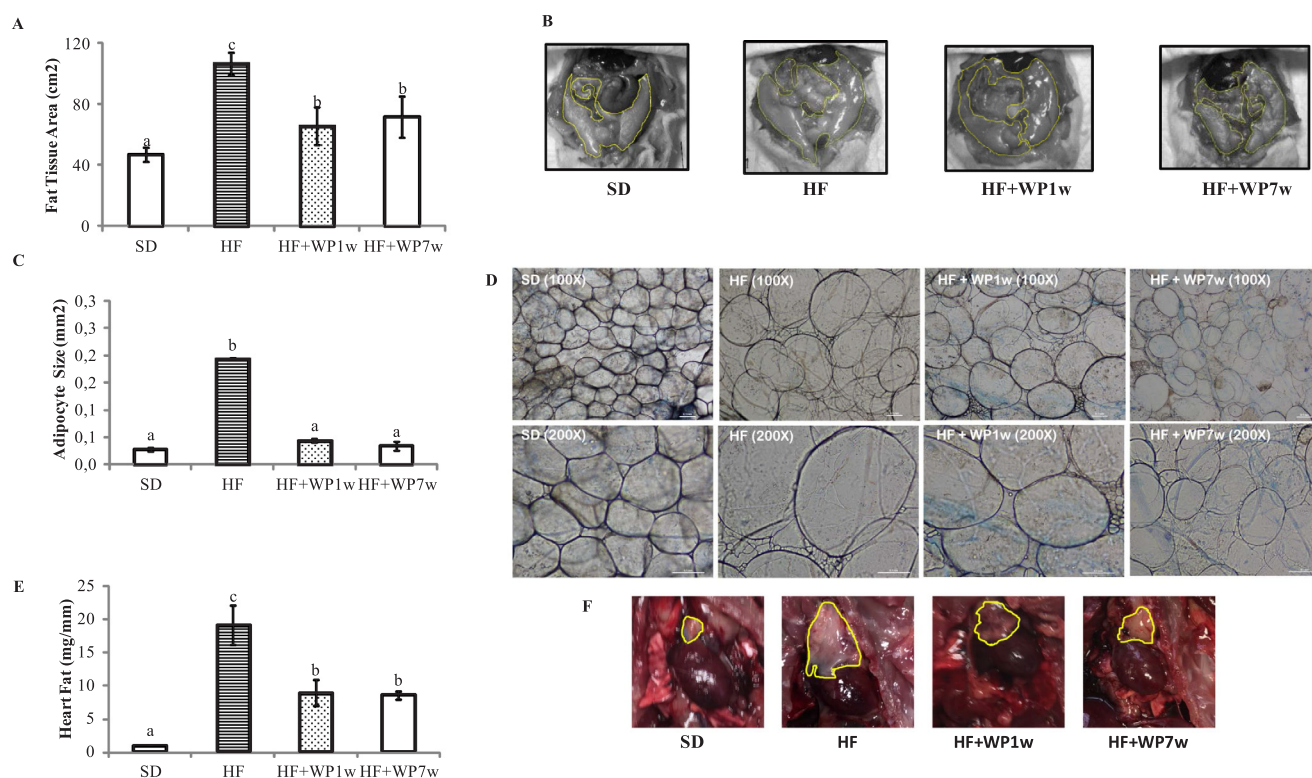 A
Fat Tissue Area (cm2)
120
80
40
0
a
c
b
b
SD
HF
HF+WP1w
HF+WP7w
B
SD
HF
HF+WP1w
HF+WP7w
C
Adipocyte Size (mm2)
0,3
0,3
0,2
0,2
0,1
0,1
0,0
a
b
a
a
SD
HF
HF+WP1w
HF+WP7w
D
SD (100X)
HF (100X)
HF + WP1w (100X)
HF + WP7w (100X)
SD (200X)
HF (200X)
HF + WP1w (200X)
HF + WP7w (200X)
E
Heart Fat (mg/mm)
25
20
15
10
5
0
a
c
b
b
SD
HF
HF+WP1w
HF+WP7w
F
SD
HF
HF+WP1w
HF+WP7w